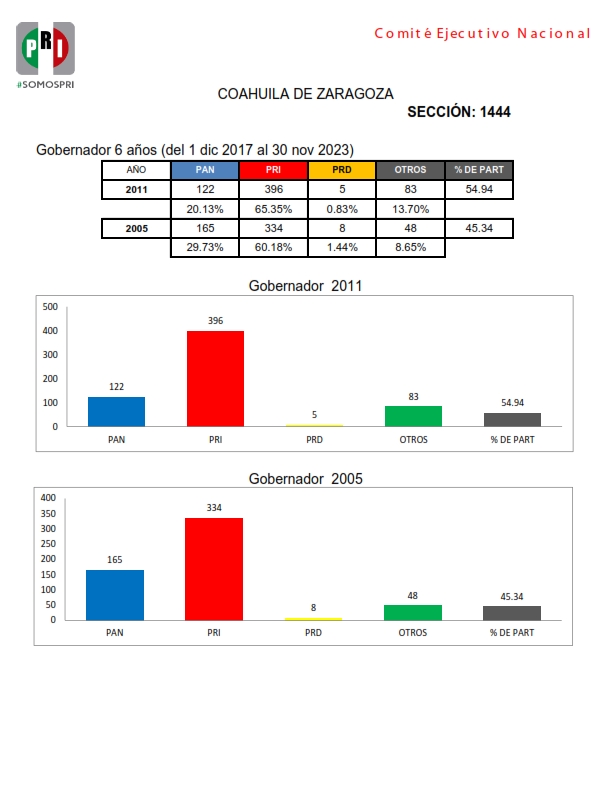 PRI
#SOMOSPRI
Comité Ejecutivo Nacional
COAHUILA DE ZARAGOZA
SECCIÓN: 1444
Gobernador 6 años (del 1 dic 2017 al 30 nov 2023)
AÑO PAN PRI PRD OTROS % DE PART
2011 122 396 5 83 54.94
20.13% 65.35% 0.83% 13.70%
2005 165 334 8 48 45.34
29.73% 60.18% 1.44% 8.65%
Gobernador 2011
500
400
300
200
100
0
122
396
5
83
54.94
PAN PRI PRD OTROS % DE PART
Gobernador 2005
400
350
300
250
200
150
100
50
0
165
334
8
48
45.34
PAN PRI PRD OTROS % DE PART